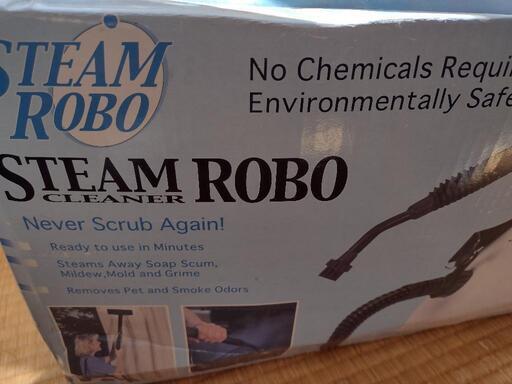 STEAM
ROBO
No Chemicals
Environmentally Safe
STEAM ROBO
CLEANER
Never Scrub Again!
Ready to use in Minutes
Steams Away Soap Scum,
Mildew,Mold and Grime
Removes Pet and Smoke Odors